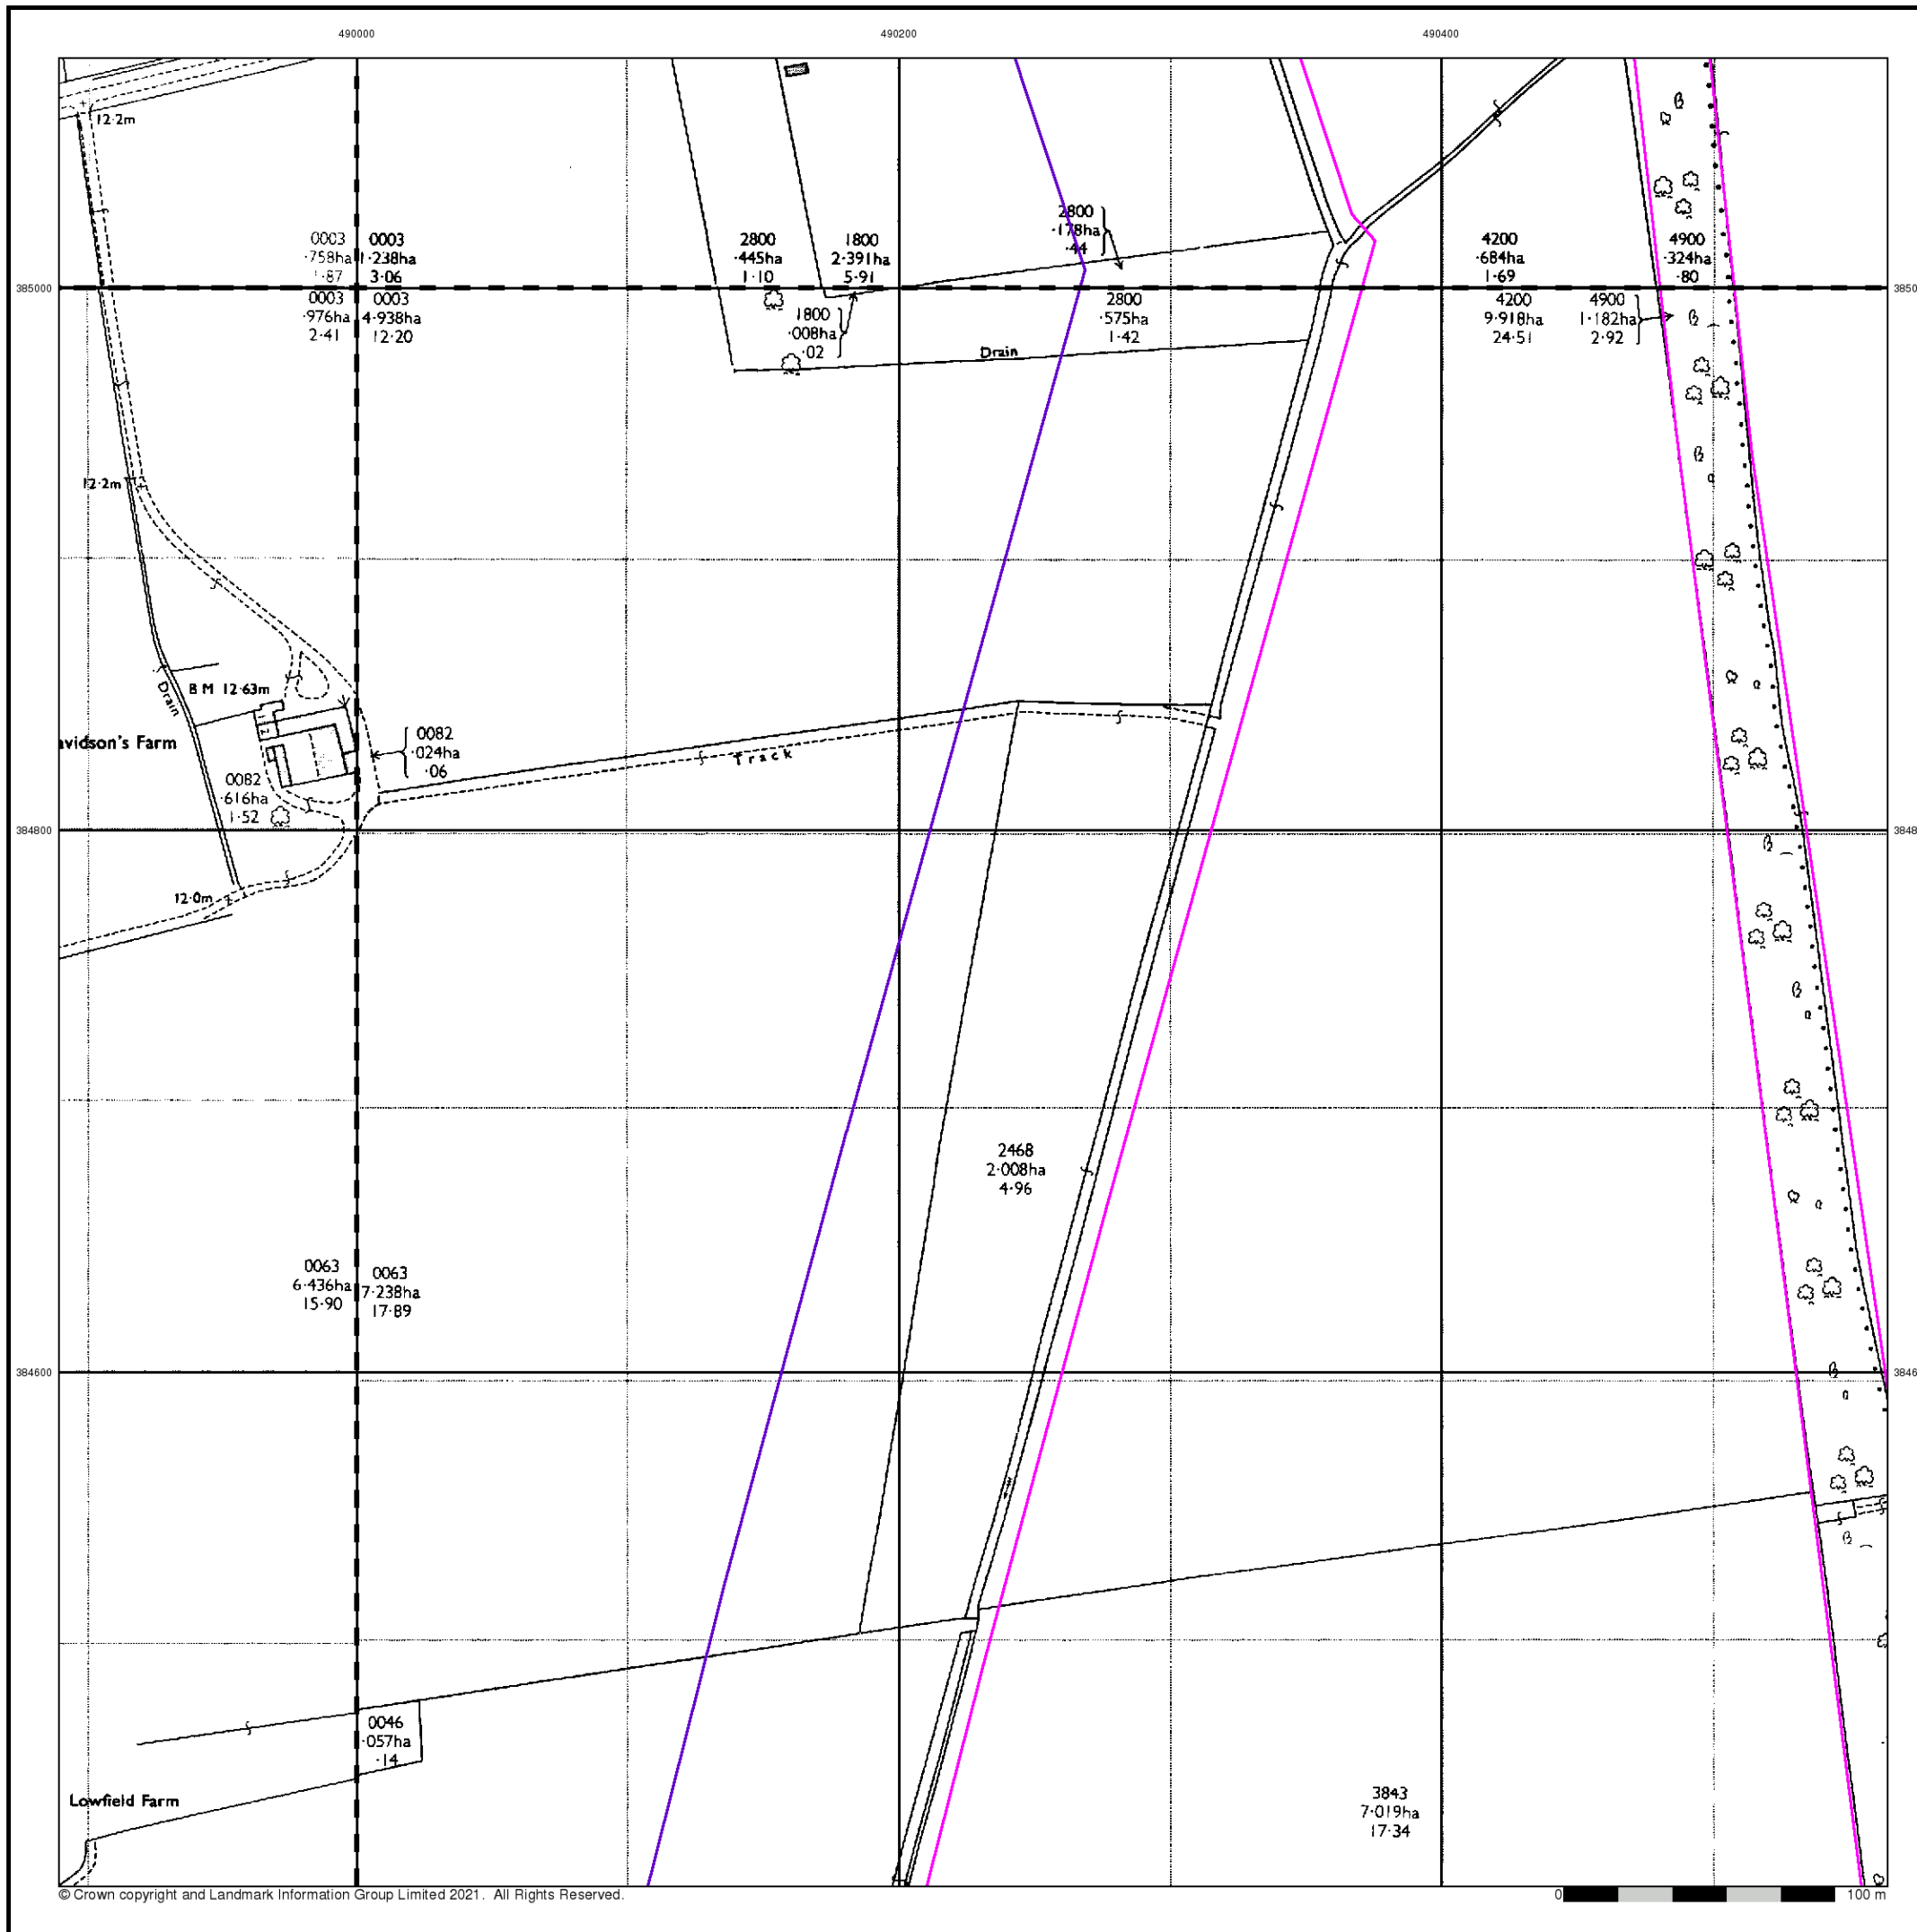 490000
490200
490400
12·2m
0003
·758ha
1·87
0003
1·238ha
3·06
2800
·445ha
1·10
1800
2·391ha
5·91
2800
·178ha
·44
4200
·684ha
1·69
4900
·324ha
·80
385000
3850
0003
·976ha
2·41
0003
4·938ha
12·20
1800
·008ha
·02
2800
·575ha
1·42
4200
9·918ha
24·51
4900
1·182ha
2·92
Drain
12·2m
Drain
B M 12·63m
avidson's Farm
0082
·024ha
·06
Track
0082
·616ha
1·52
384800
3848
12·0m
2468
2·008ha
4·96
0063
6·436ha
15·90
0063
7·238ha
17·89
384600
3846
0046
·057ha
·14
Lowfield Farm
3843
7·019ha
17·34
© Crown copyright and Landmark Information Group Limited 2021. All Rights Reserved.
0
100 m